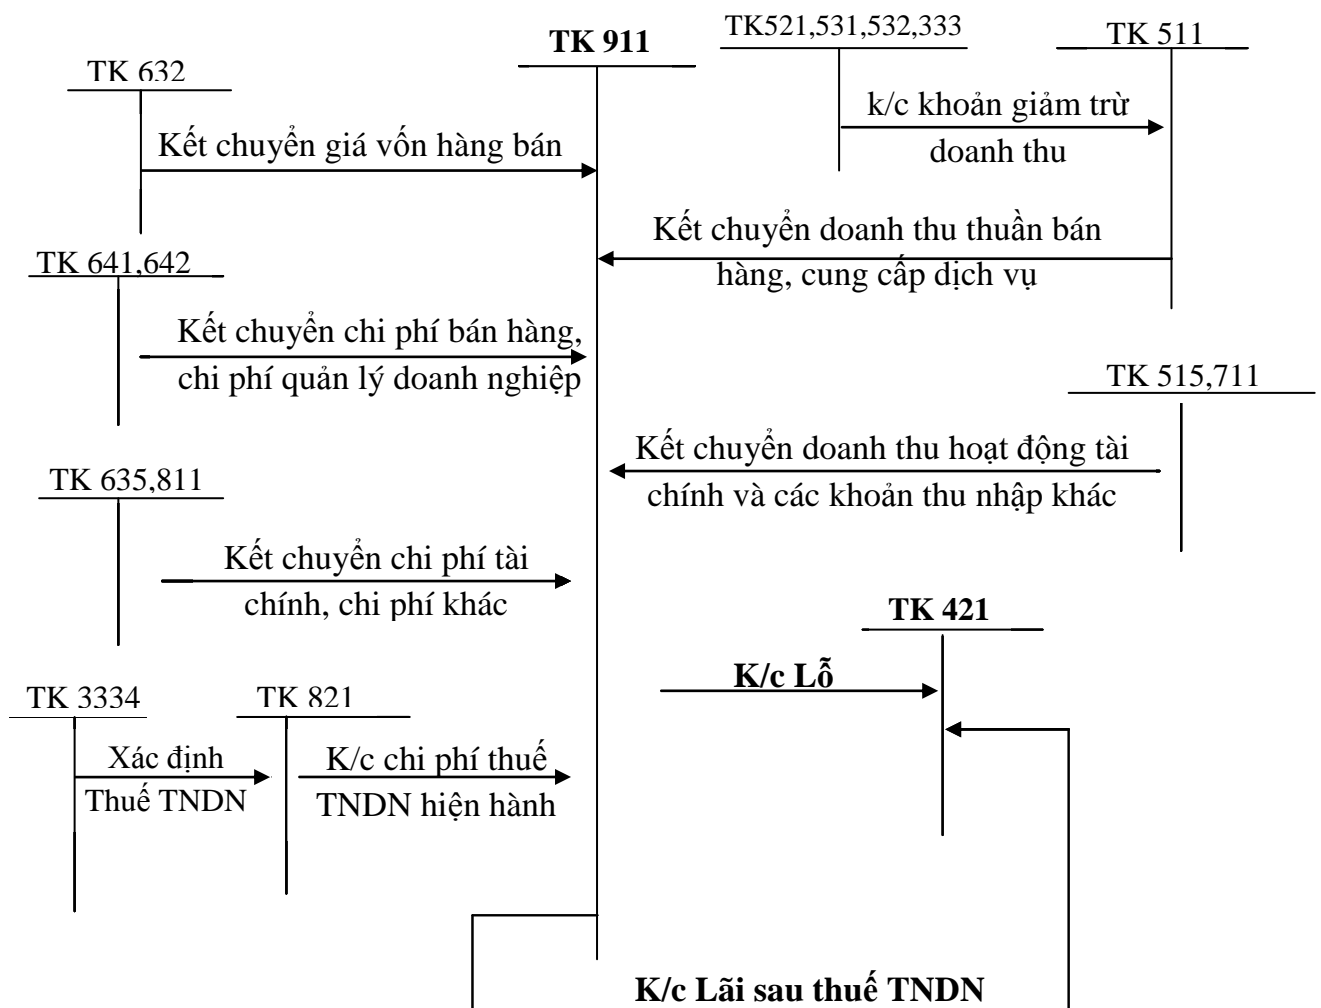 TK 911
TK521,531,532,333
TK 511
TK 632
k/c khoản giảm trừ
doanh thu
Kết chuyển giá vốn hàng bán
Kết chuyển doanh thu thuần bán
hàng, cung cấp dịch vụ
TK 641,642
Kết chuyển chi phí bán hàng,
chi phí quản lý doanh nghiệp
TK 515,711
Kết chuyển doanh thu hoạt động tài
chính và các khoản thu nhập khác
TK 635,811
Kết chuyển chi phí tài
chính, chi phí khác
TK 421
K/c Lỗ
TK 3334
TK 821
Xác định
Thuế TNDN
K/c chi phí thuế
TNDN hiện hành
K/c Lãi sau thuế TNDN